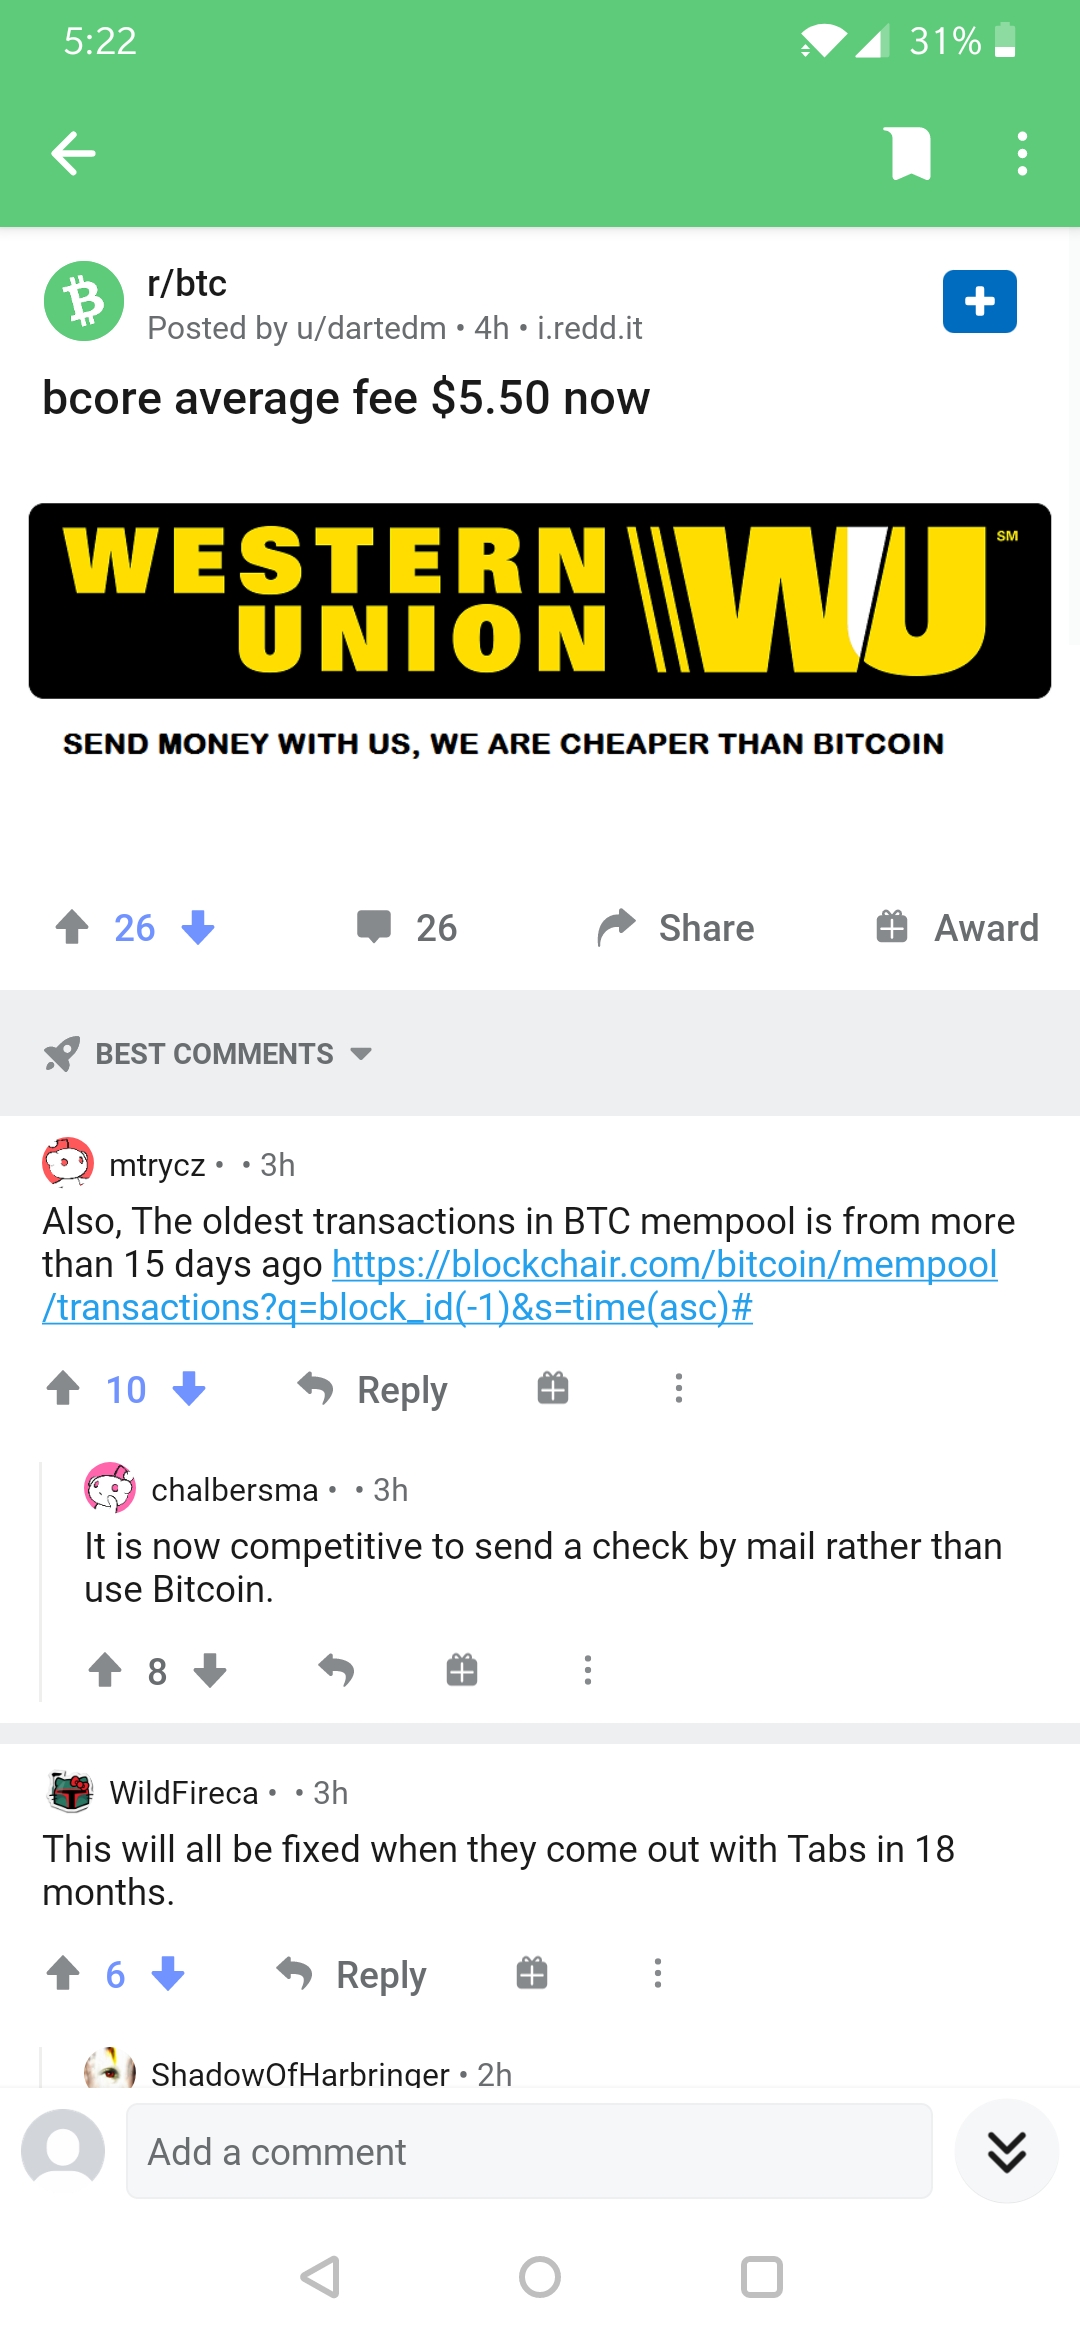 5:22
31%
r/btc
Posted by u/dartedm • 4h • i.redd.it
bcore average fee $5.50 now
WESTERN
UNION
WU
SM
SEND MONEY WITH US, WE ARE CHEAPER THAN BITCOIN
26
26
Share
Award
BEST COMMENTS
mtrycz • • 3h
Also, The oldest transactions in BTC mempool is from more
than 15 days ago https://blockchair.com/bitcoin/mempool
/transactions?q=block_id(-1)&s=time(asc)#
10
Reply
chalbersma • • 3h
It is now competitive to send a check by mail rather than
use Bitcoin.
8
WildFireca • • 3h
This will all be fixed when they come out with Tabs in 18
months.
6
Reply
ShadowOfHarbringer • 2h
Add a comment